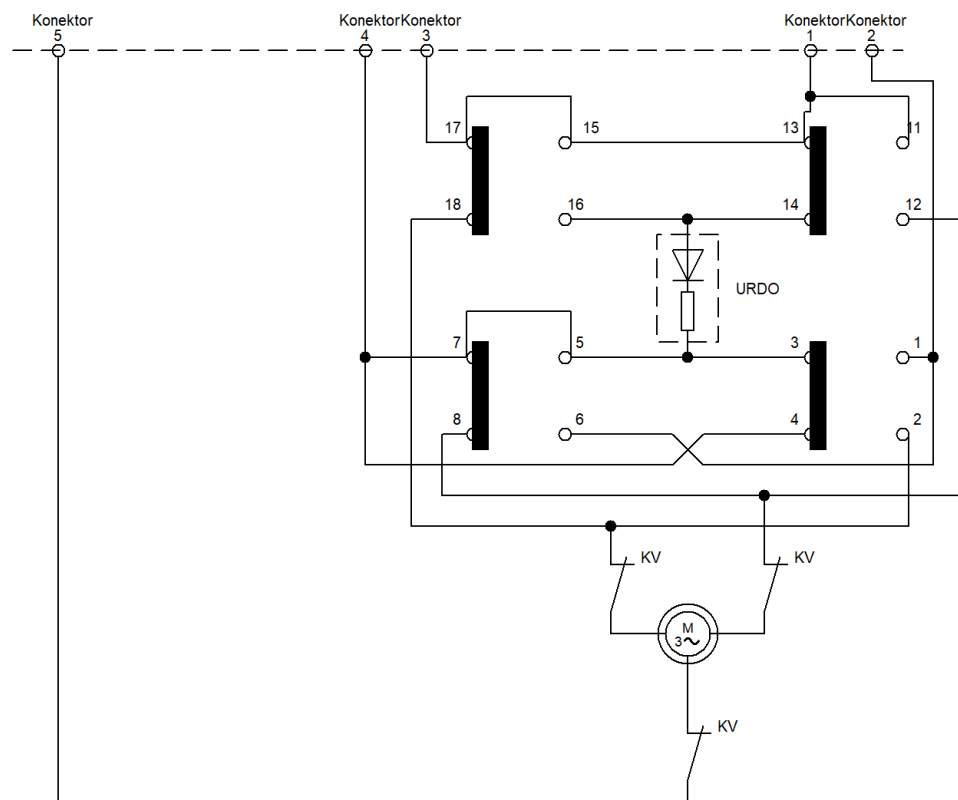 Konektor KonektorKonektor KonektorKonektor
5 4 3 1 2
17 15 13 11
18 16 14 12
URDO
7 5 3 1
8 6 4 2
KV KV
M
3~
KV